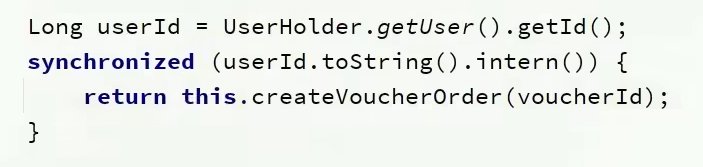 Long userId = UserHolder.getUser().getId();
synchronized (userId.toString().intern()) {
    return this.createVoucherOrder(voucherId);
}